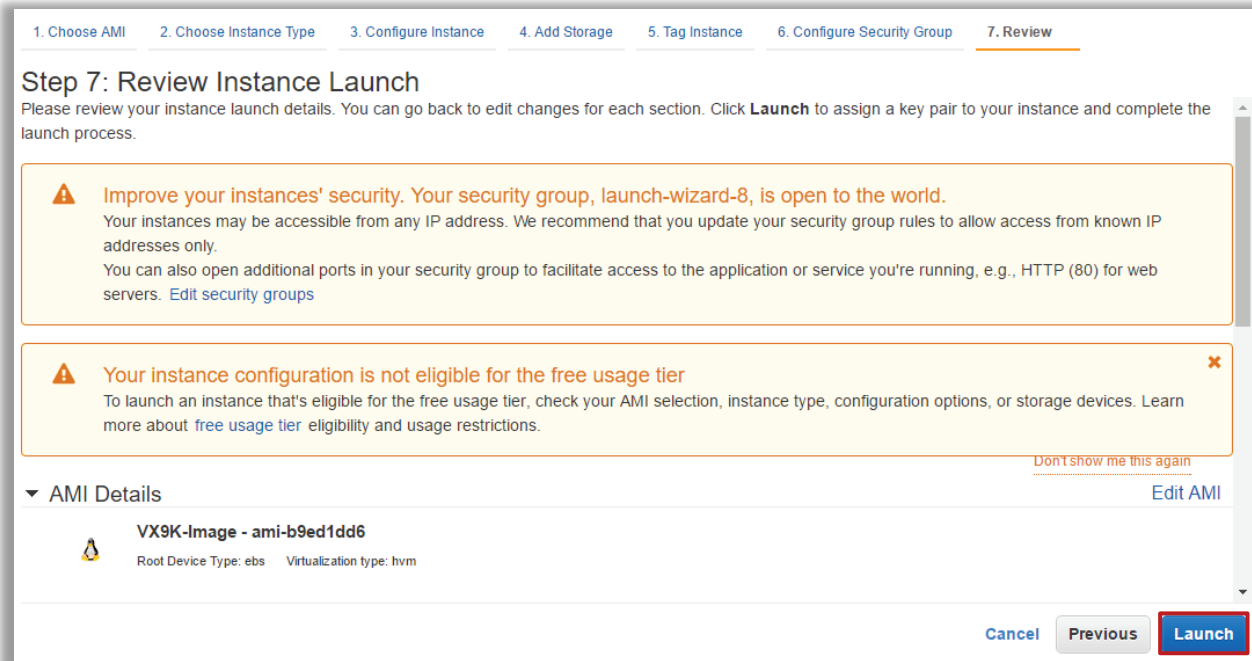 1. Choose AMI 2. Choose Instance Type 3. Configure Instance 4. Add Storage 5. Tag Instance 6. Configure Security Group 7. Review
Step 7: Review Instance Launch
Please review your instance launch details. You can go back to edit changes for each section. Click Launch to assign a key pair to your instance and complete the
launch process.
Improve your instances' security. Your security group, launch-wizard-8, is open to the world.
Your instances may be accessible from any IP address. We recommend that you update your security group rules to allow access from known IP
addresses only.
You can also open additional ports in your security group to facilitate access to the application or service you're running, e.g., HTTP (80) for web
servers. Edit security groups
Your instance configuration is not eligible for the free usage tier
To launch an instance that's eligible for the free usage tier, check your AMI selection, instance type, configuration options, or storage devices. Learn
more about free usage tier eligibility and usage restrictions.
Don't show me this again
AMI Details Edit AMI
VX9K-Image - ami-b9ed1dd6
Root Device Type: ebs Virtualization type: hvm
Cancel Previous Launch